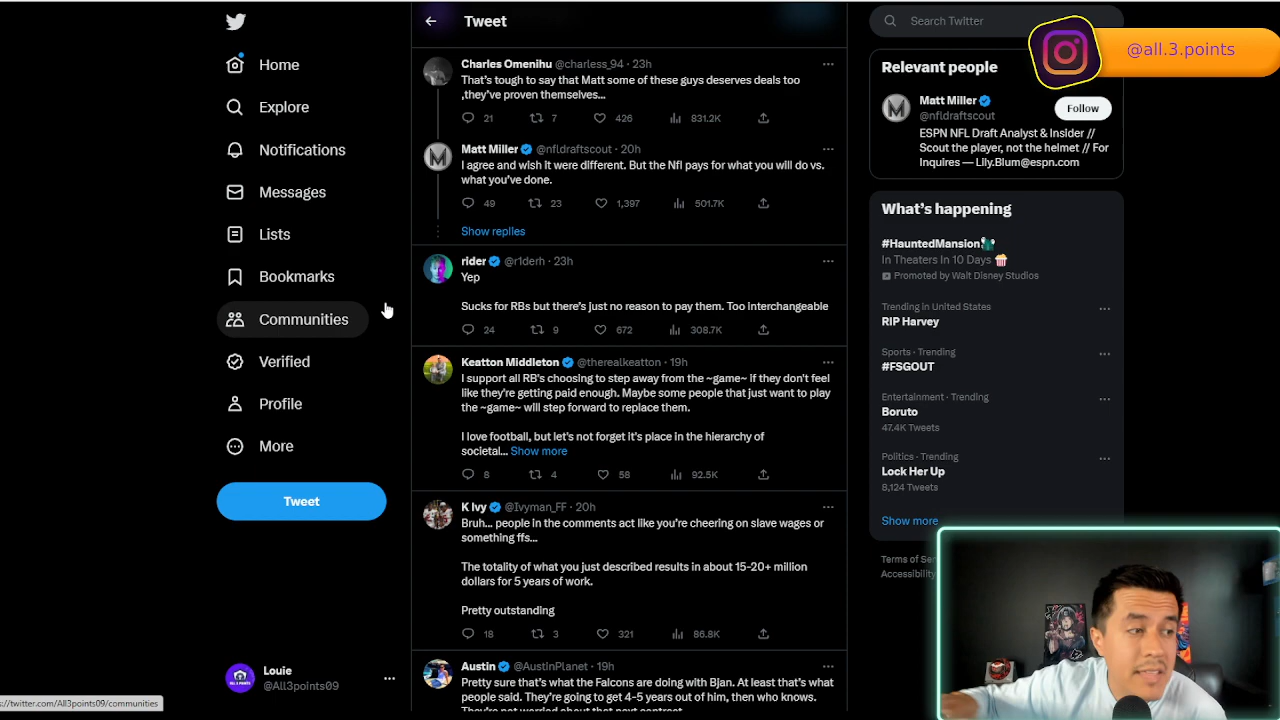 Home
Explore
Notifications
Messages
Lists
Bookmarks
Communities
Verified
Profile
More
Tweet
Louie
@All3points09
s://twitter.com/All3points09/communities
Tweet
Charles Omenihu @charless_94 · 23h
That's tough to say that Matt some of these guys deserves deals too
,they've proven themselves...
21 7 426 831.2K
Matt Miller @nfldraftscout · 20h
I agree and wish it were different. But the Nfl pays for what you will do vs.
what you've done.
49 23 1,397 501.7K
Show replies
rider @r1derh · 23h
Yep
Sucks for RBs but there's just no reason to pay them. Too interchangeable
24 9 672 308.7K
Keatton Middleton @therealkeatton · 19h
I support all RB's choosing to step away from the ~game~ if they don't feel
like they're getting paid enough. Maybe some people that just want to play
the ~game~ will step forward to replace them.
I love football, but let's not forget it's place in the hierarchy of
societal... Show more
8 4 58 92.5K
K Ivy @Ivyman_FF · 20h
Bruh... people in the comments act like you're cheering on slave wages or
something ffs...
The totality of what you just described results in about 15-20+ million
dollars for 5 years of work.
Pretty outstanding
18 3 321 86.8K
Austin @AustinPlanet · 19h
Pretty sure that's what the Falcons are doing with Bjan. At least that's what
people said. They're going to get 4-5 years out of him, then who knows.
They're not worried about that next contract
Search Twitter
@all.3.points
Relevant people
Matt Miller
@nfldraftscout
Follow
ESPN NFL Draft Analyst & Insider //
Scout the player, not the helmet // For
Inquires — Lily.Blum@espn.com
What's happening
#HauntedMansion
In Theaters In 10 Days
Promoted by Walt Disney Studios
Trending in United States
RIP Harvey
Sports · Trending
#FSGOUT
Entertainment · Trending
Boruto
47.4K Tweets
Politics · Trending
Lock Her Up
8,124 Tweets
Show more
Terms of Ser
Accessibility